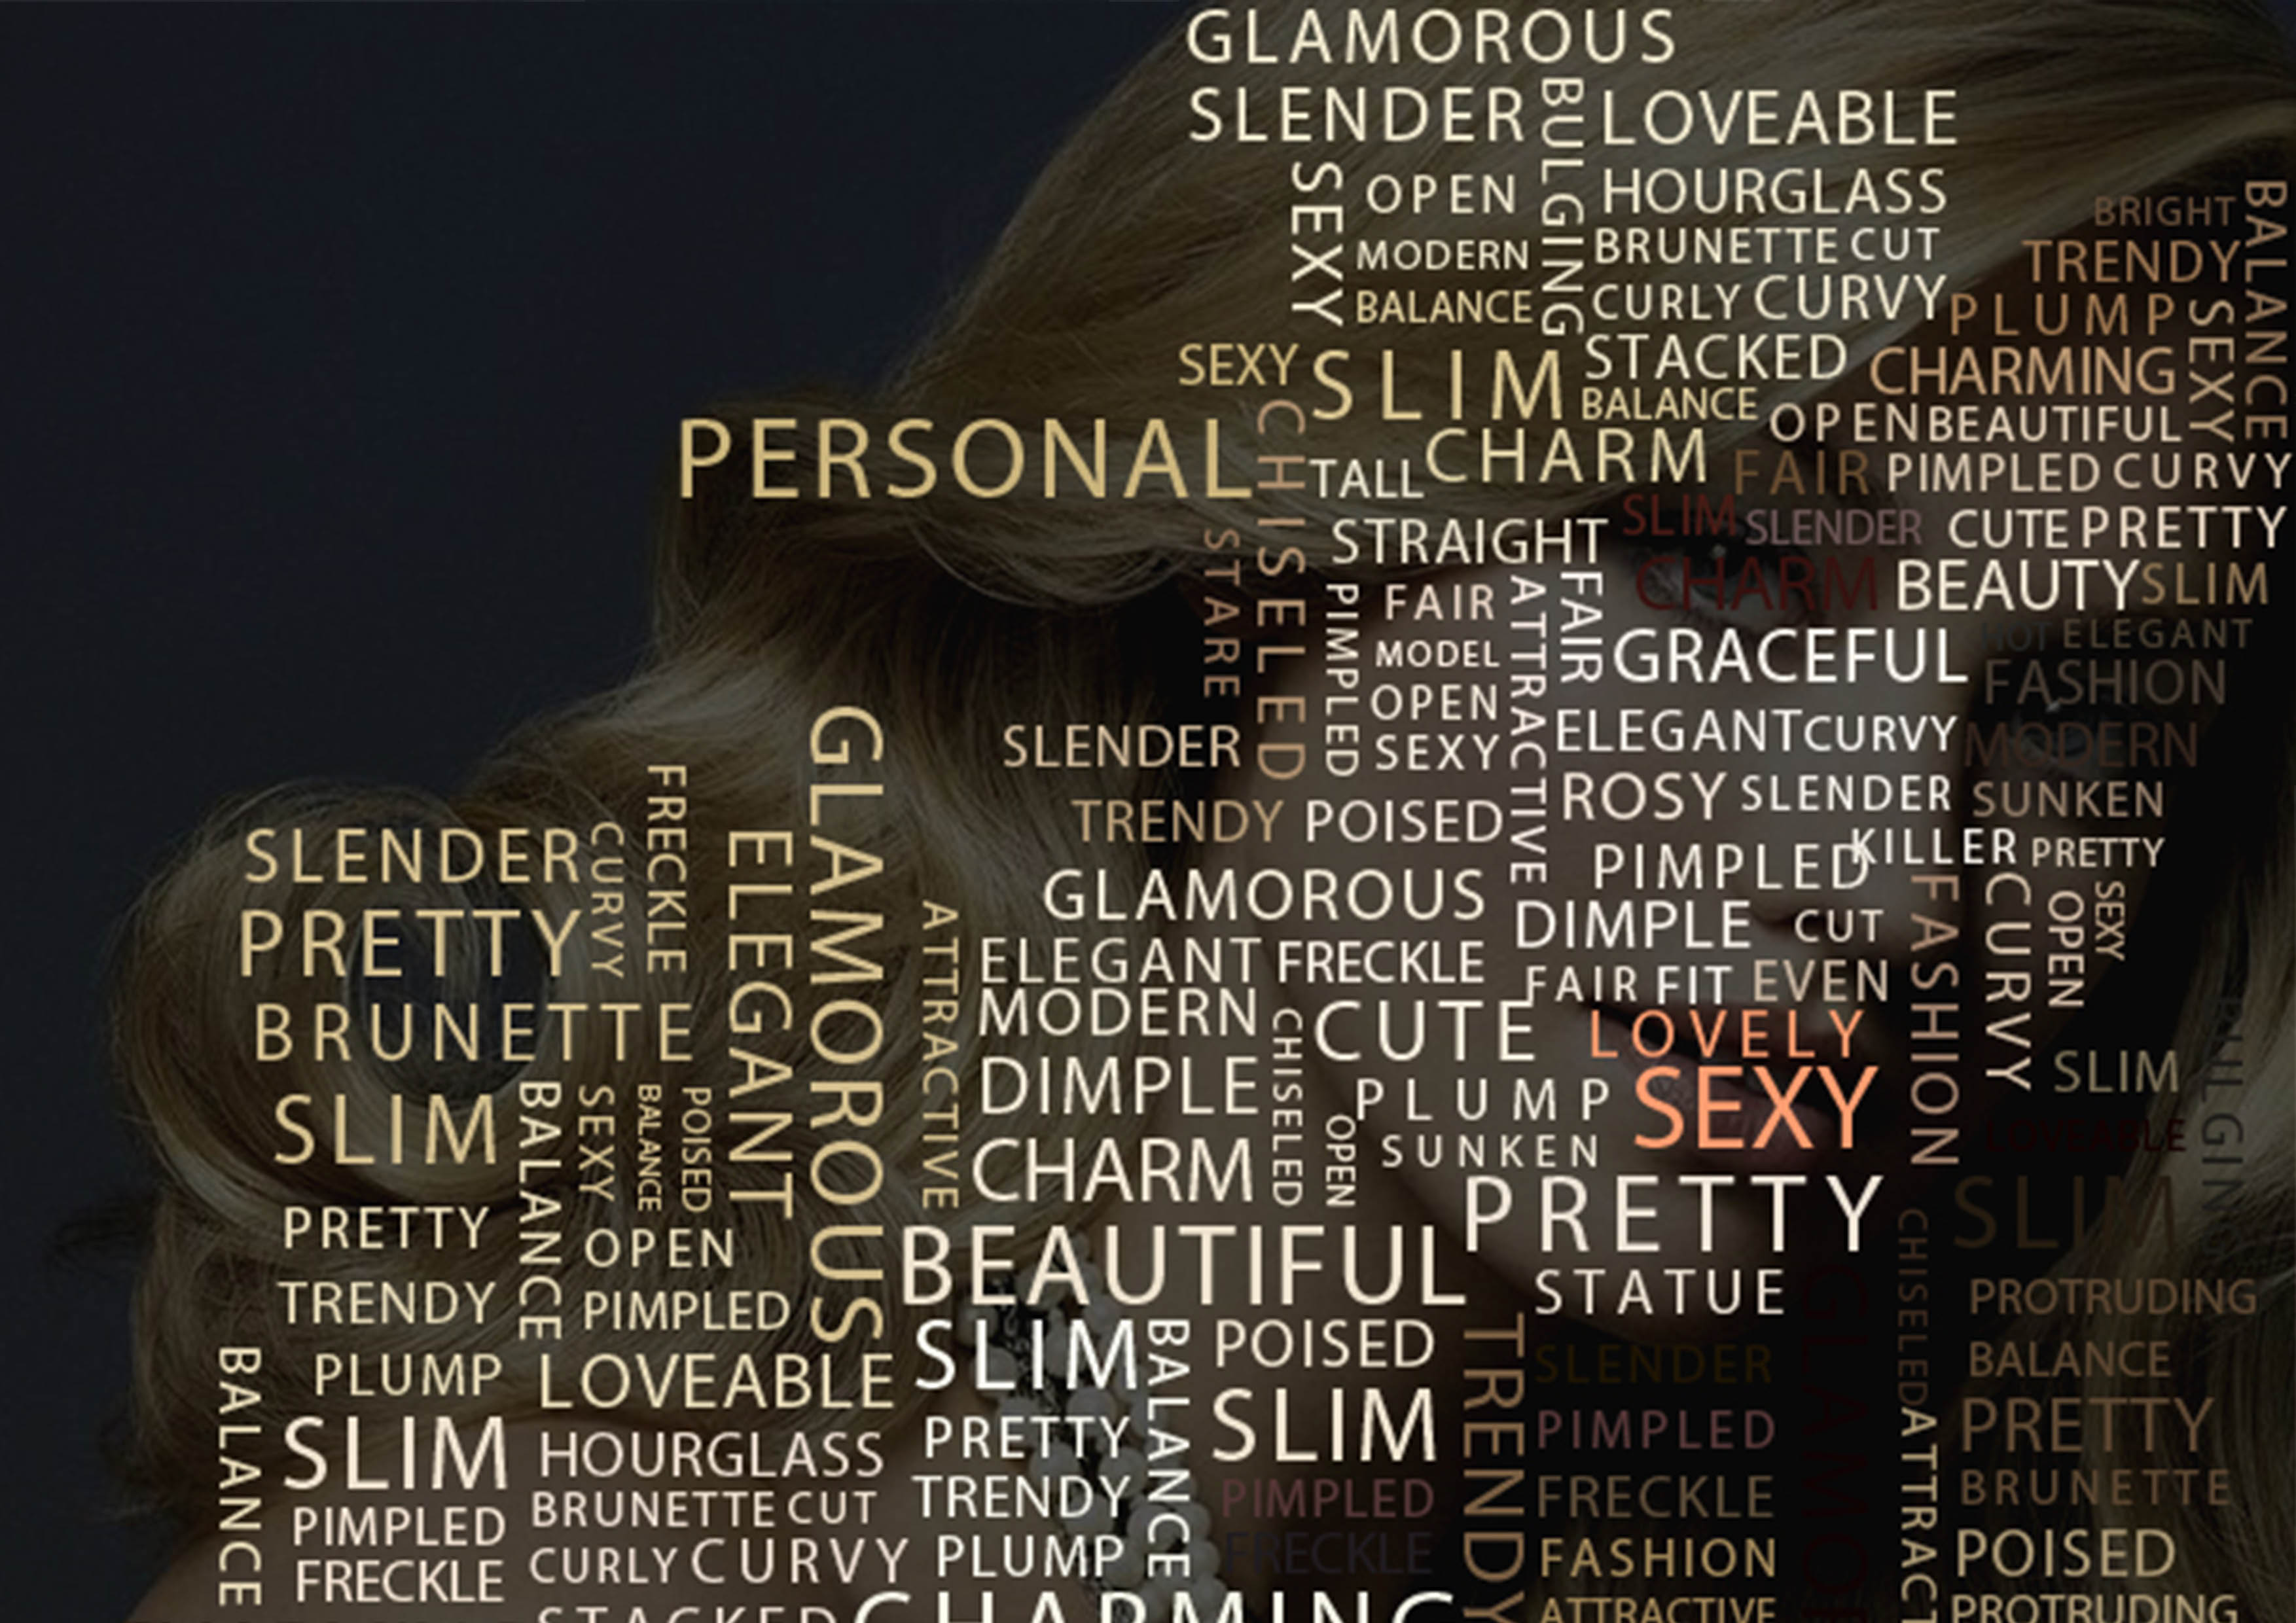 GLAMOROUS
SLENDER
BULGING
LOVEABLE
SEXY
OPEN
HOURGLASS
MODERN
BRUNETTE CUT
BALANCE
CURLY CURVY
BRIGHT
BALANCE
TRENDY
PLUMP
SEXY
SEXY
SLIM
STACKED
CHARMING
BALANCE
OPEN BEAUTIFUL
PERSONAL
CHISELED
TALL
CHARM
FAIR
PIMPLED CURVY
STARE
STRAIGHT
SLIM
SLENDER
CUTE PRETTY
CHARM
BEAUTY SLIM
PIMPLED
FAIR
ATTRACTIVE
FAIR
GRACEFUL
HOT ELEGANT
MODEL
FASHION
OPEN
SLENDER
SEXY
ELEGANT CURVY
MODERN
TRENDY POISED
ROSY SLENDER
SUNKEN
PIMPLED
KILLER
PRETTY
GLAMOROUS
ELEGANT
FRECKLE
CURVY
SLENDER
PRETTY
BRUNETTE
ATTRACTIVE
GLAMOROUS
DIMPLE CUT
FASHION
CURVY
OPEN
SEXY
ELEGANT FRECKLE
FAIR FIT EVEN
MODERN
CHISELED
CUTE
LOVELY
DIMPLE
PLUMP
SEXY
SLIM
LOVEABLE
SLIM
BALANCE
SEXY
BALANCE
POISED
CHARM
OPEN
SUNKEN
PRETTY
SLIM
PRETTY
OPEN
BEAUTIFUL
STATUE
CHISELED
PROTRUDING
TRENDY
PIMPLED
SLIM
BALANCE
POISED
TRENDY
SLENDER
BALANCE
BALANCE
PLUMP
LOVEABLE
SLIM
HOURGLASS
PRETTY
SLIM
PIMPLED
ATTRACT
PRETTY
PIMPLED
BRUNETTE CUT
TRENDY
PIMPLED
FRECKLE
BRUNETTE
FRECKLE
CURLY CURVY
PLUMP
FRECKLE
FASHION
POISED
STACKED
CHARMING
ATTRACTIVE
PROTRUDING